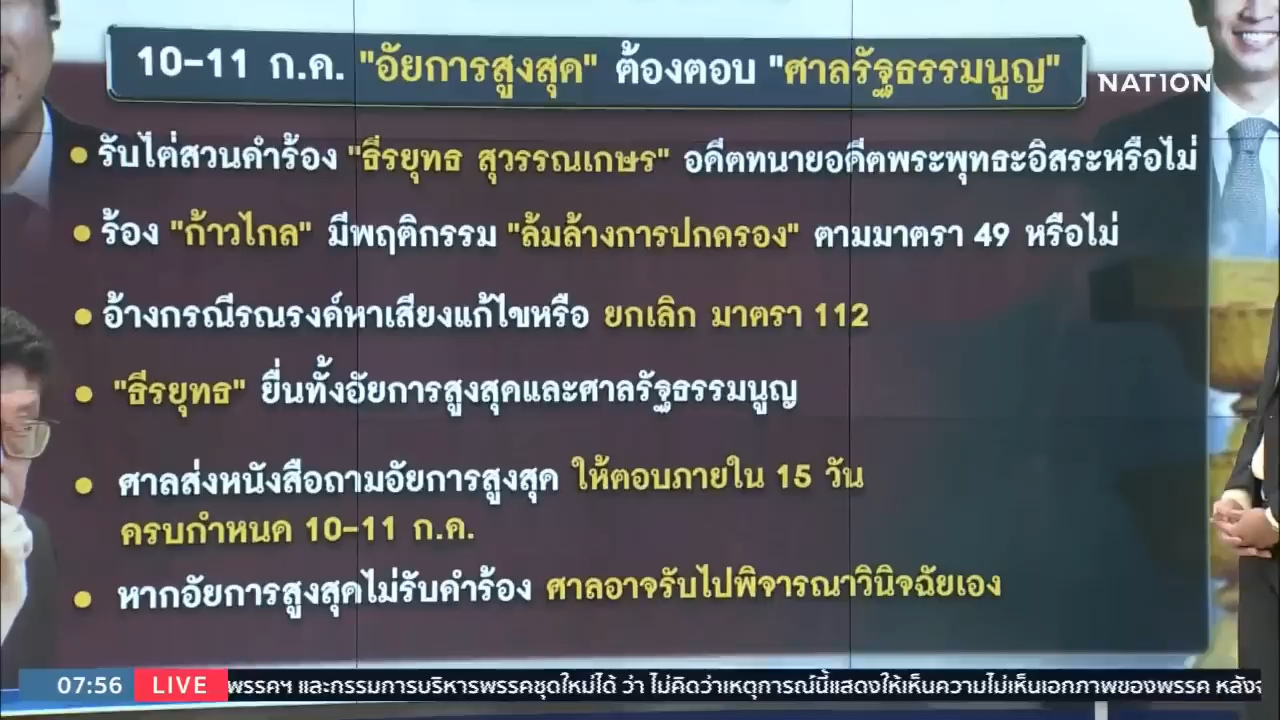 10-11 ก.ค. "อัยการสูงสุด" ต้องตอบ "ศาลรัฐธรรมนูญ"
NATION
• รับไต่สวนคำร้อง "ธีรยุทธ สุวรรณเกษร" อดีตทนายอดีตพระพุทธะอิสระหรือไม่
• ร้อง "ก้าวไกล" มีพฤติกรรม "ล้มล้างการปกครอง" ตามมาตรา 49 หรือไม่
• อ้างกรณีรณรงค์หาเสียงแก้ไขหรือ ยกเลิก มาตรา 112
• "ธีรยุทธ" ยื่นทั้งอัยการสูงสุดและศาลรัฐธรรมนูญ
• ศาลส่งหนังสือถามอัยการสูงสุด ให้ตอบภายใน 15 วัน
ครบกำหนด 10-11 ก.ค.
• หากอัยการสูงสุดไม่รับคำร้อง ศาลอาจรับไปพิจารณาวินิจฉัยเอง
07:56 LIVE พรรคฯ และกรรมการบริหารพรรคชุดใหม่ได้ ว่า ไม่คิดว่าเหตุการณ์นี้แสดงให้เห็นความไม่เห็นเอกภาพของพรรค